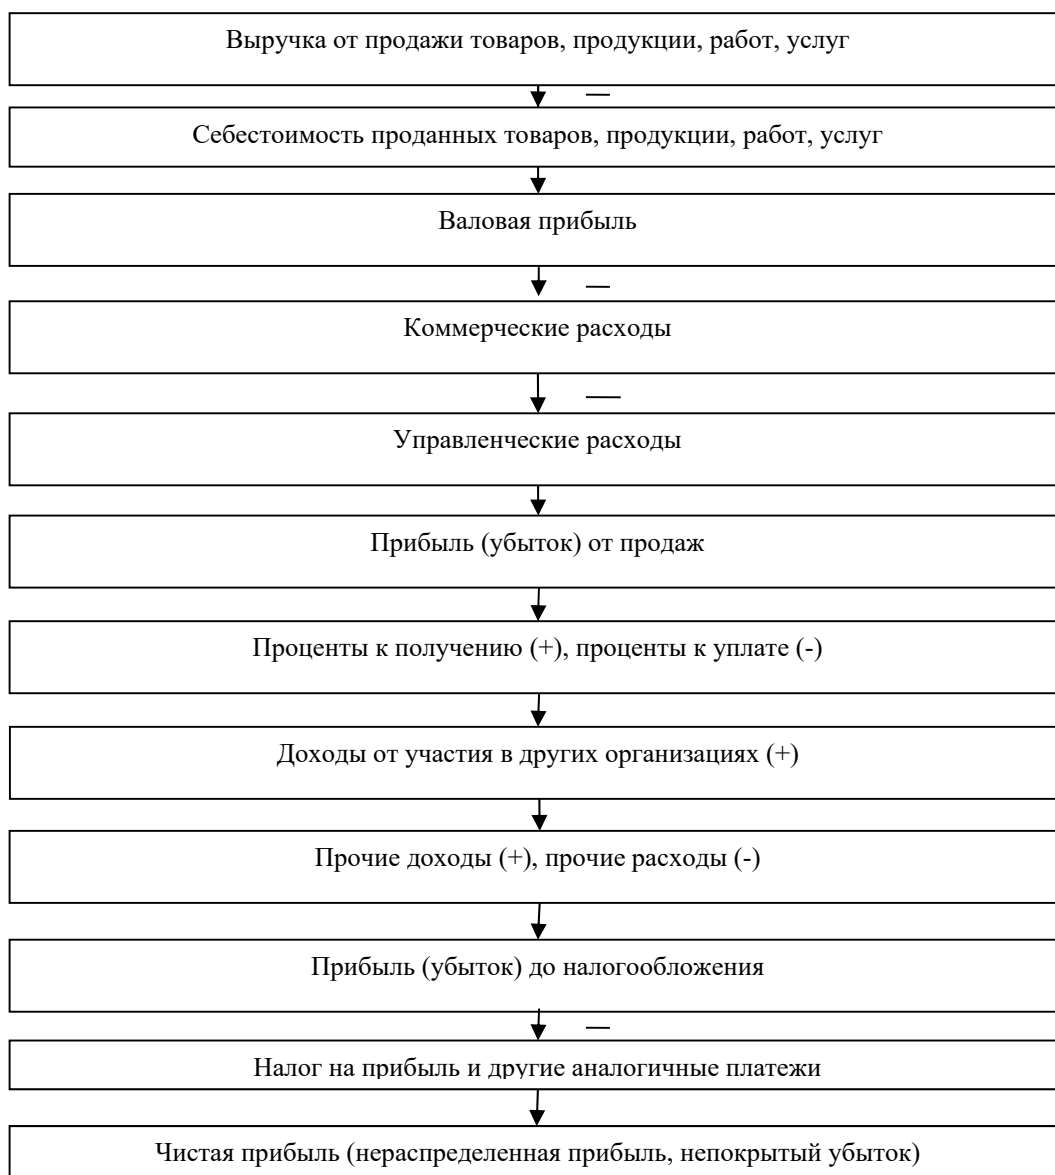 Выручка от продажи товаров, продукции, работ, услуг
—
Себестоимость проданных товаров, продукции, работ, услуг
Валовая прибыль
—
Коммерческие расходы
—
Управленческие расходы
Прибыль (убыток) от продаж
Проценты к получению (+), проценты к уплате (-)
Доходы от участия в других организациях (+)
Прочие доходы (+), прочие расходы (-)
Прибыль (убыток) до налогообложения
—
Налог на прибыль и другие аналогичные платежи
Чистая прибыль (нераспределенная прибыль, непокрытый убыток)